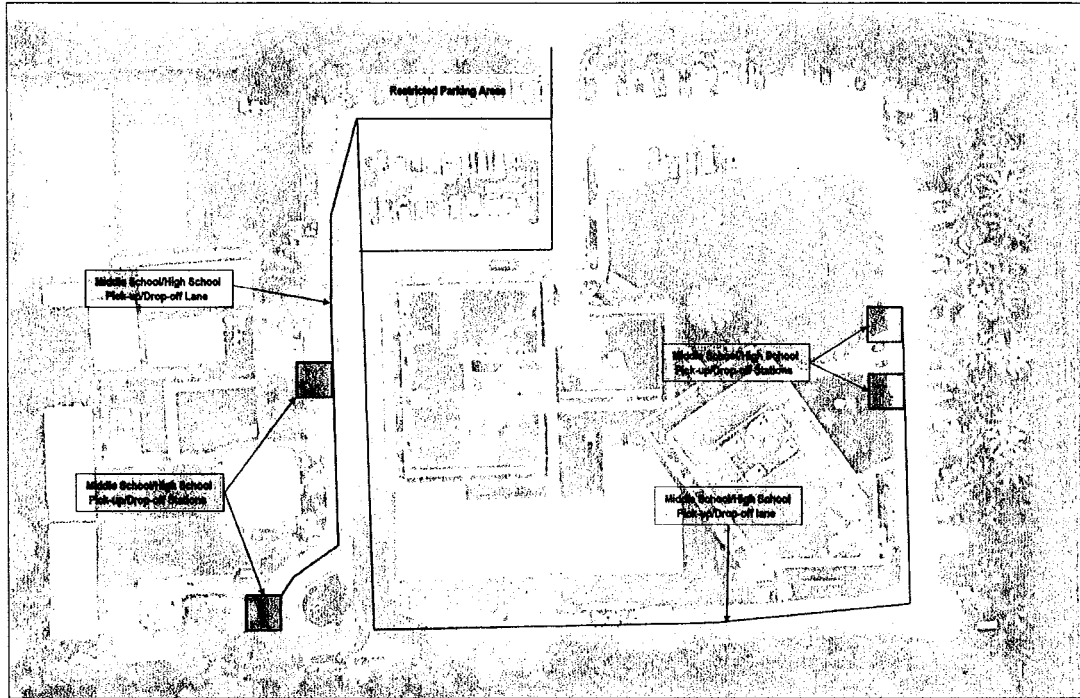 Restricted Parking Areas
Middle School/High School
Pick-up/Drop-off Lane
Middle School/High School
Pick-up/Drop-off Stations
Middle School/High School
Pick-up/Drop-off Stations
Middle School/High School
Pick-up/Drop-off lane